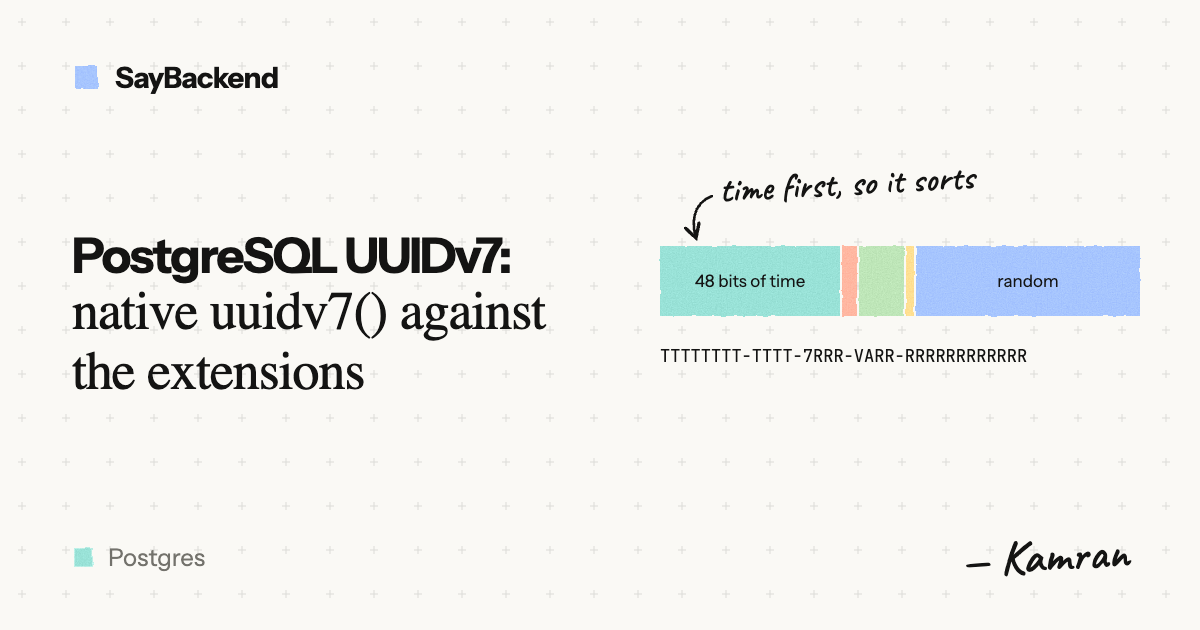 SayBackend
time first, so it sorts
PostgreSQL UUIDv7:
native uuidv7() against
the extensions
48 bits of time
random
TTTTTTTT-TTTT-7RRR-VARR-RRRRRRRRRRRR
Postgres
— Kamran